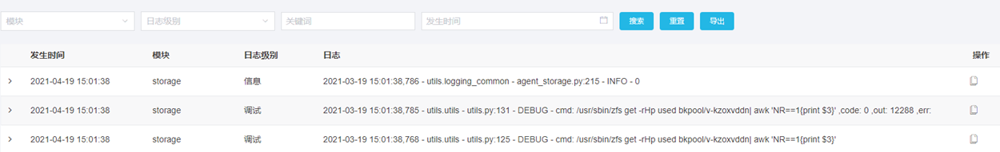 模块 日志级别 关键词 发生时间 搜索 重置 导出
发生时间 模块 日志级别 日志 操作
2021-04-19 15:01:38 storage 信息 2021-03-19 15:01:38,786 - utils.logging_common - agent_storage.py:215 - INFO - 0
2021-04-19 15:01:38 storage 调试 2021-03-19 15:01:38,785 - utils.utils - utils.py:131 - DEBUG - cmd: /usr/sbin/zfs get -rHp used bkpool/v-kzoxvddn| awk 'NR==1{print $3}' ,code: 0 ,out: 12288 ,err:
2021-04-19 15:01:38 storage 调试 2021-03-19 15:01:38,768 - utils.utils - utils.py:125 - DEBUG - cmd: /usr/sbin/zfs get -rHp used bkpool/v-kzoxvddn| awk 'NR==1{print $3}'